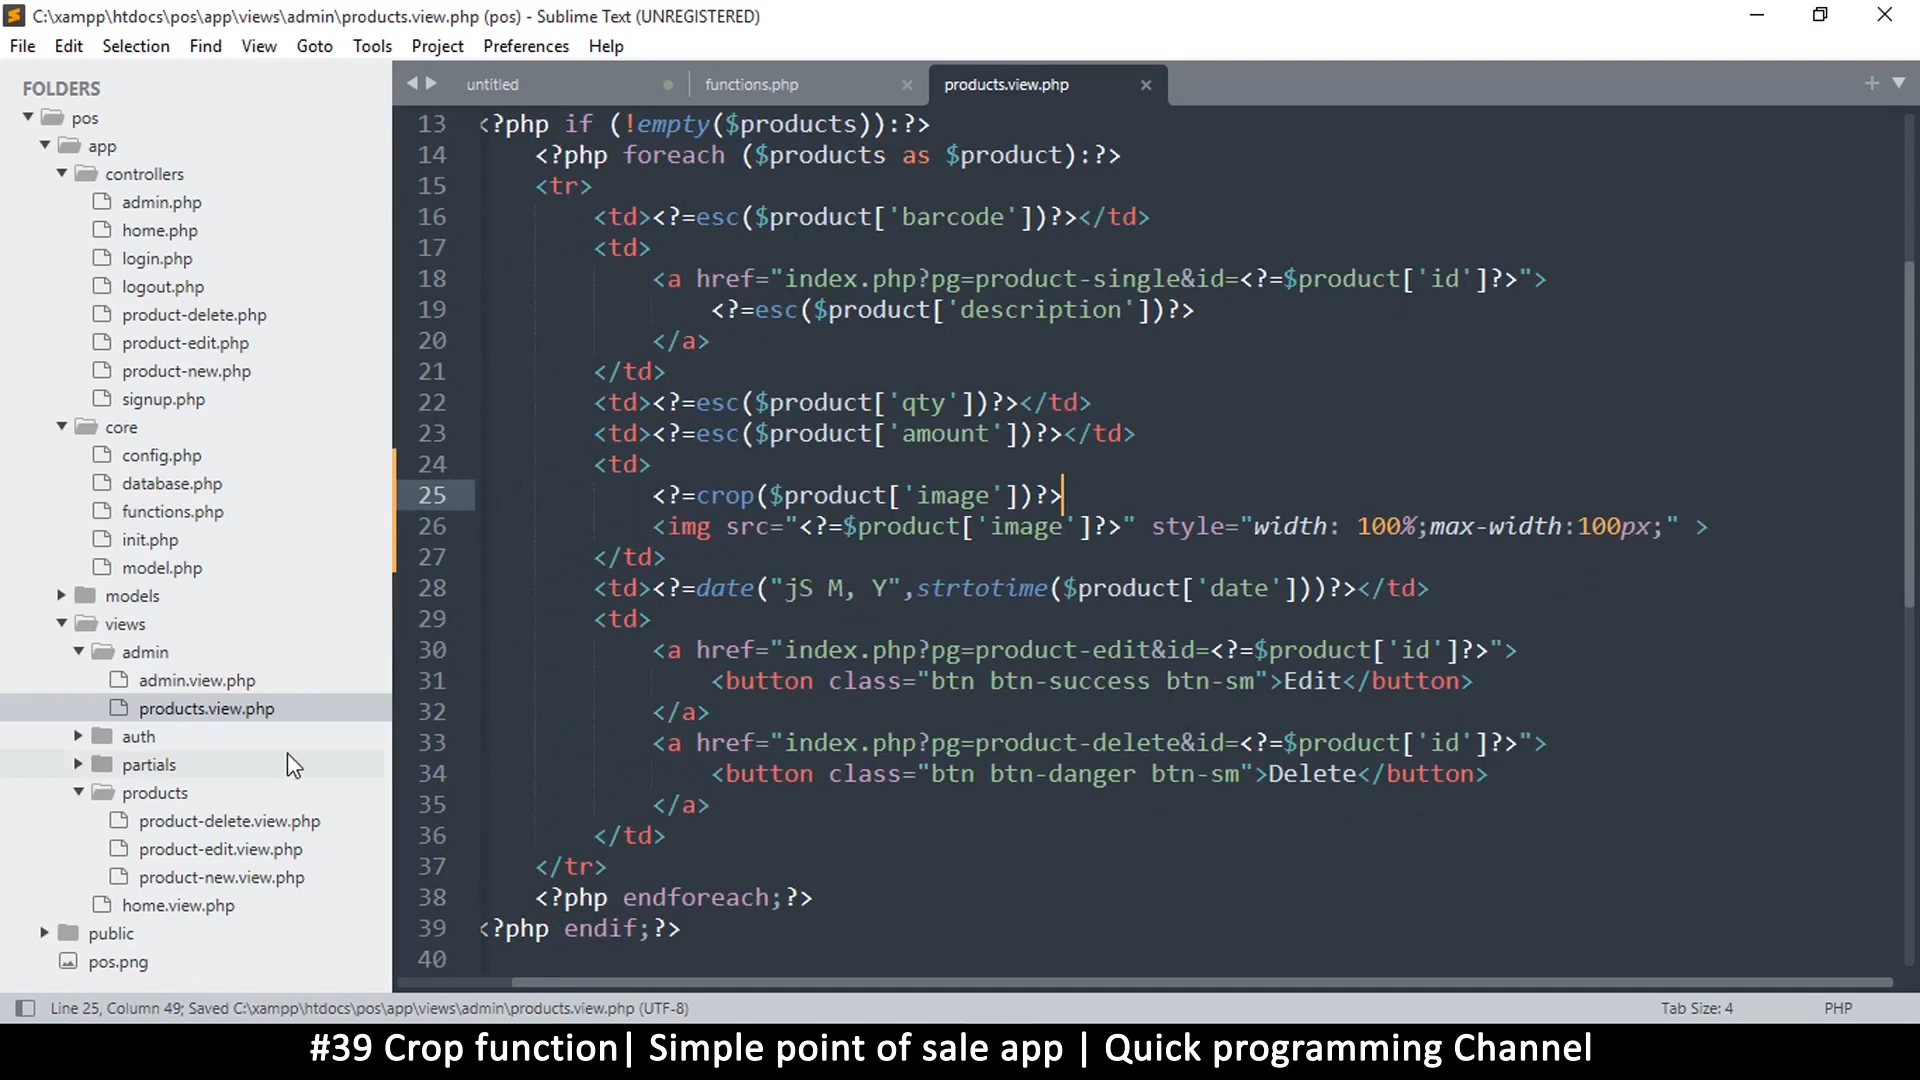 C:\xampp\htdocs\pos\app\views\admin\products.view.php (pos) - Sublime Text (UNREGISTERED)
File Edit Selection Find View Goto Tools Project Preferences Help
FOLDERS
pos
app
controllers
admin.php
home.php
login.php
logout.php
product-delete.php
product-edit.php
product-new.php
signup.php
core
config.php
database.php
functions.php
init.php
model.php
models
views
admin
admin.view.php
products.view.php
auth
partials
products
product-delete.view.php
product-edit.view.php
product-new.view.php
home.view.php
public
pos.png
untitled functions.php products.view.php
13 <?php if (!empty($products)):?>
14 <?php foreach ($products as $product):?>
15 <tr>
16 <td><?=esc($product['barcode'])?></td>
17 <td>
18 <a href="index.php?pg=product-single&id=<?=$product['id']?>">
19 <?=esc($product['description'])?>
20 </a>
21 </td>
22 <td><?=esc($product['qty'])?></td>
23 <td><?=esc($product['amount'])?></td>
24 <td>
25 <?=crop($product['image'])?>
26 <img src="<?=$product['image']?>" style="width: 100%;max-width:100px;" >
27 </td>
28 <td><?=date("jS M, Y",strtotime($product['date']))?></td>
29 <td>
30 <a href="index.php?pg=product-edit&id=<?=$product['id']?>">
31 <button class="btn btn-success btn-sm">Edit</button>
32 </a>
33 <a href="index.php?pg=product-delete&id=<?=$product['id']?>">
34 <button class="btn btn-danger btn-sm">Delete</button>
35 </a>
36 </td>
37 </tr>
38 <?php endforeach;?>
39 <?php endif;?>
40
Line 25, Column 49; Saved C:\xampp\htdocs\pos\app\views\admin\products.view.php (UTF-8) Tab Size: 4 PHP
#39 Crop function| Simple point of sale app | Quick programming Channel